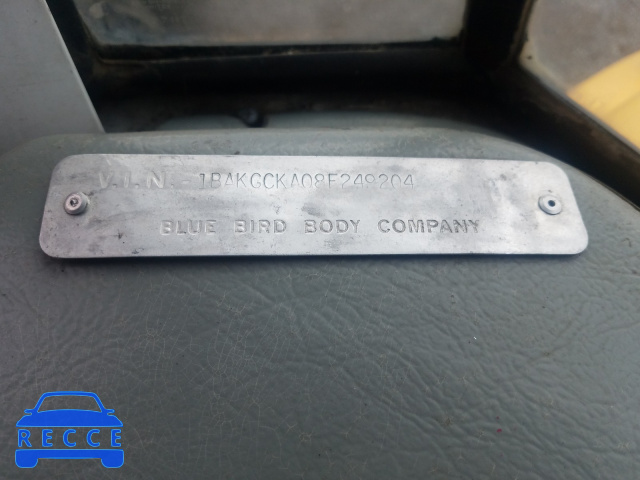 V.I.N. - 1BAKGCKA08F249204
BLUE BIRD BODY COMPANY
RECCE